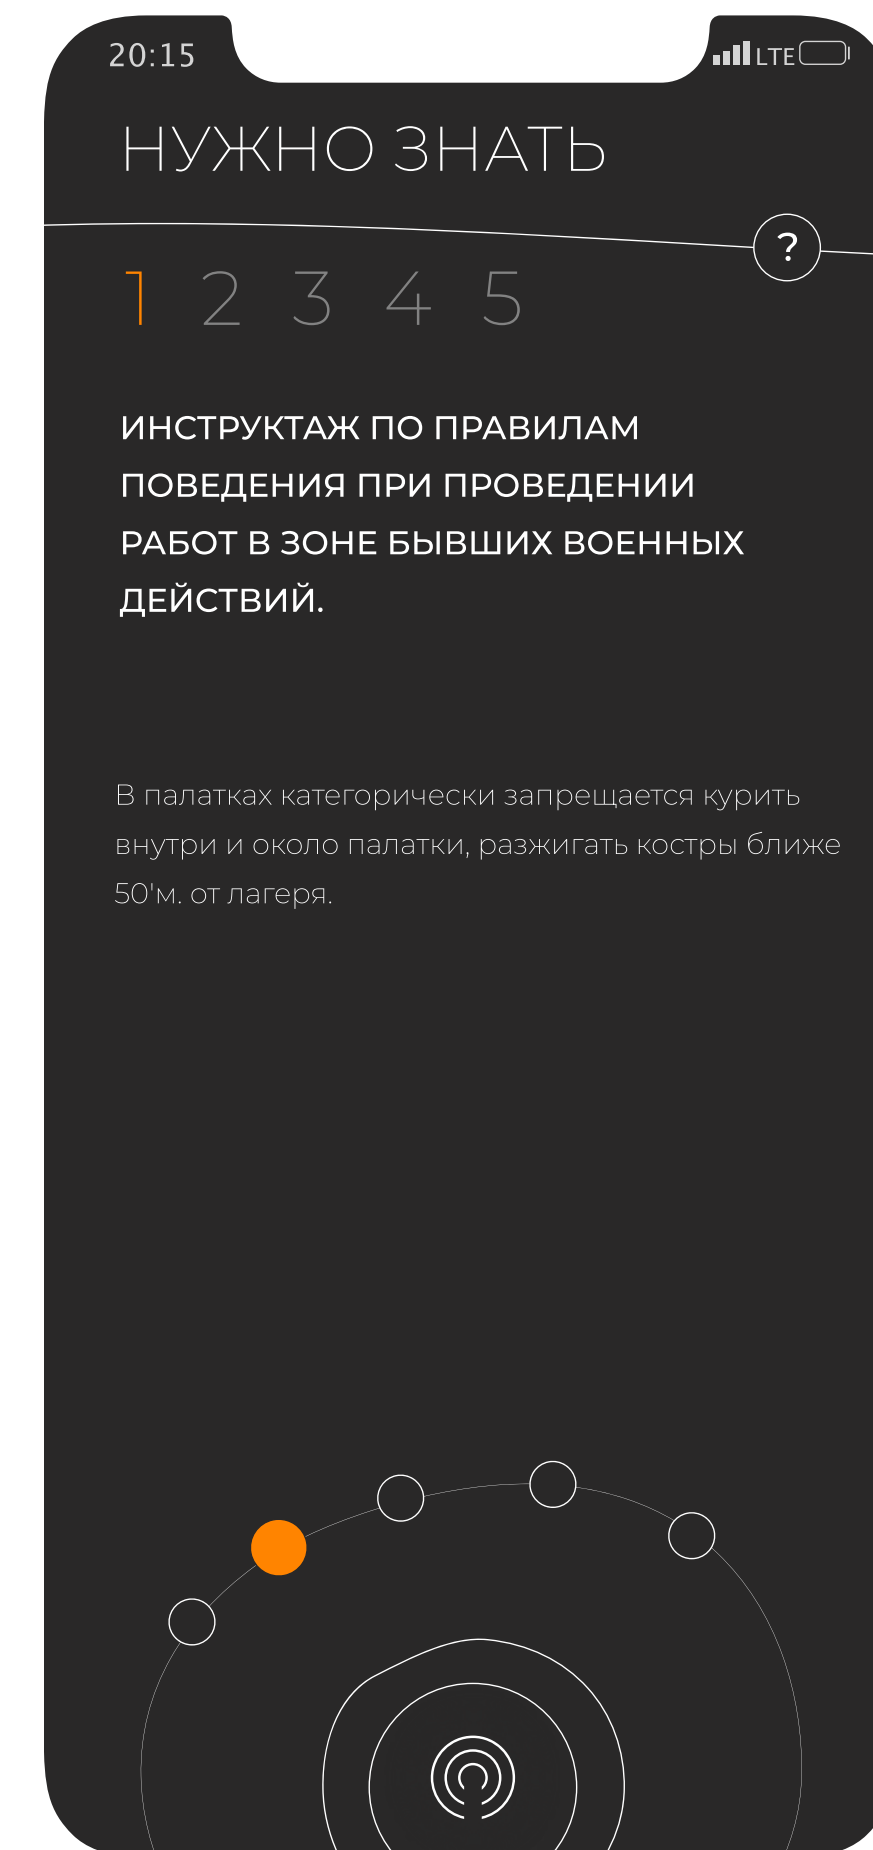 20:15
LTE
НУЖНО ЗНАТЬ
?
1 2 3 4 5
ИНСТРУКТАЖ ПО ПРАВИЛАМ
ПОВЕДЕНИЯ ПРИ ПРОВЕДЕНИИ
РАБОТ В ЗОНЕ БЫВШИХ ВОЕННЫХ
ДЕЙСТВИЙ.
В палатках категорически запрещается курить
внутри и около палатки, разжигать костры ближе
50'м. от лагеря.